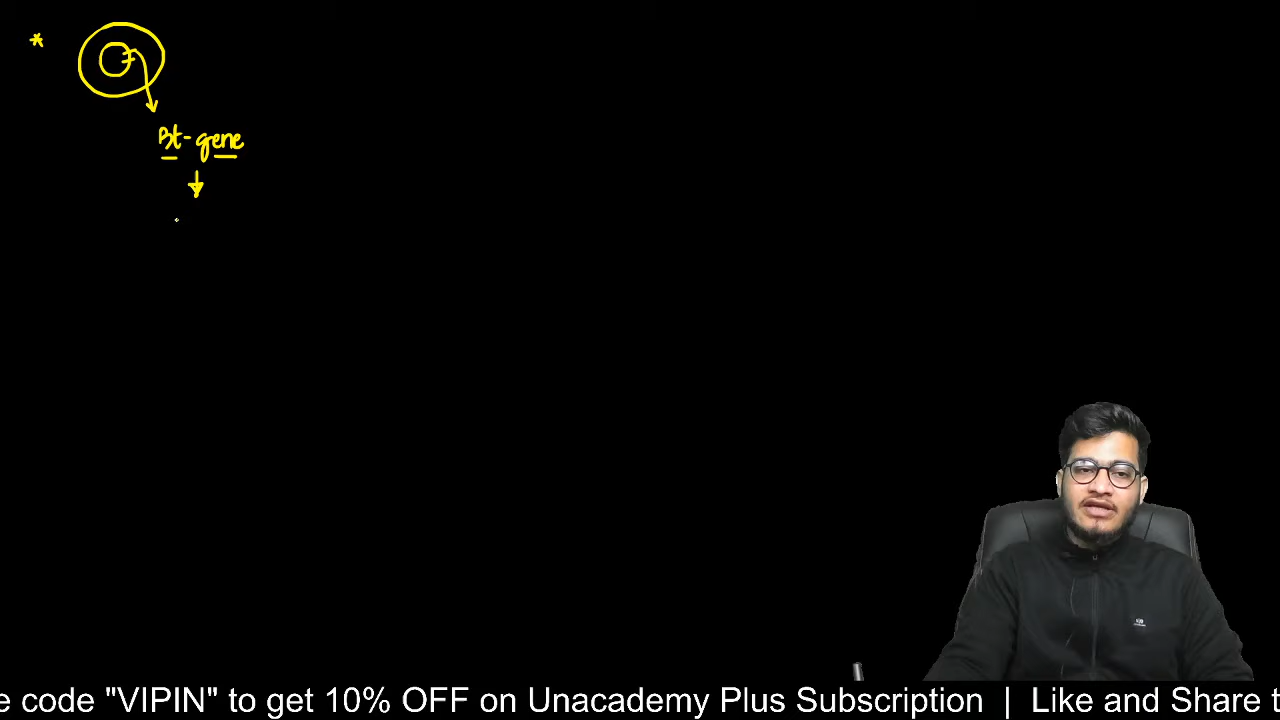 *
Bt-gene
e code "VIPIN" to get 10% OFF on Unacademy Plus Subscription | Like and Share t